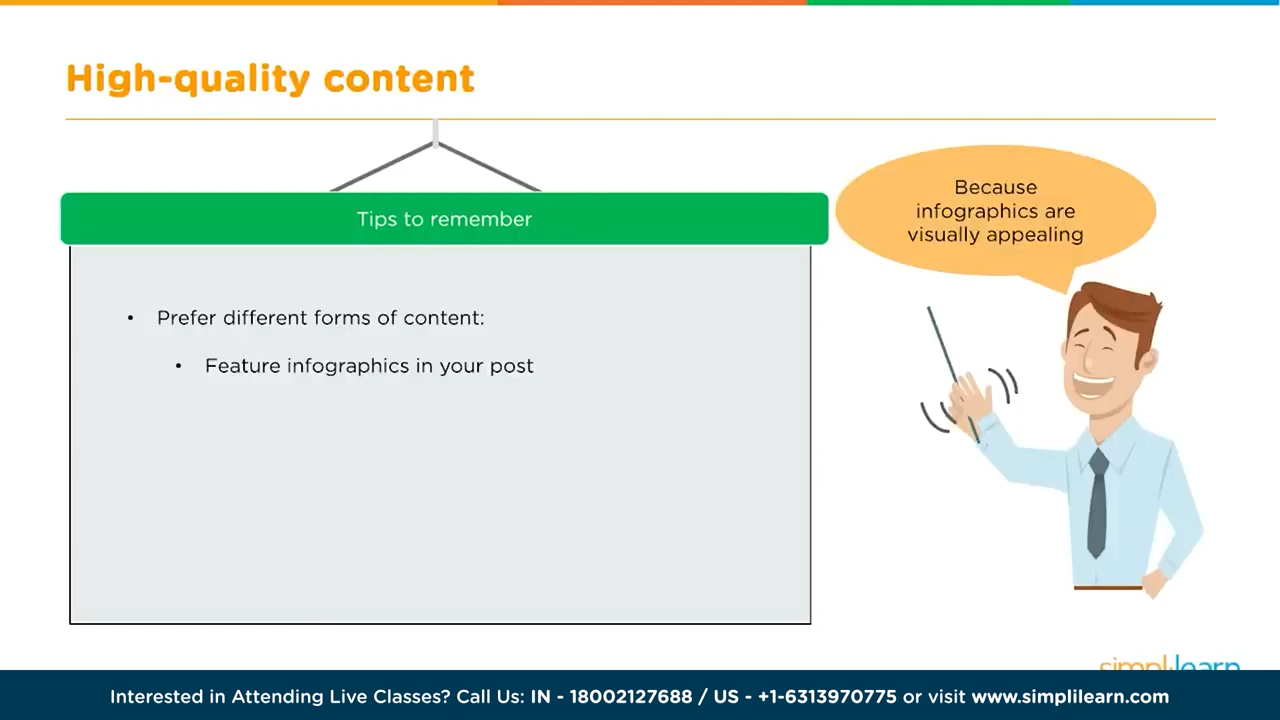 High-quality content
Tips to remember
Because
infographics are
visually appealing
• Prefer different forms of content:
• Feature infographics in your post
simplilearn
Interested in Attending Live Classes? Call Us: IN - 18002127688 / US - +1-6313970775 or visit www.simplilearn.com